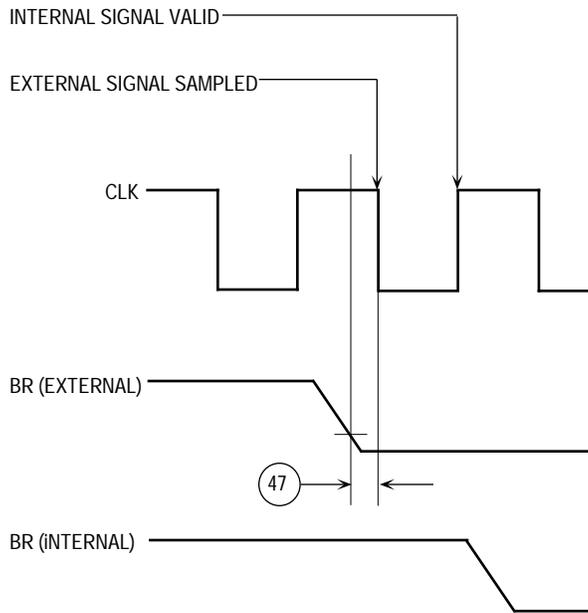 INTERNAL SIGNAL VALID
EXTERNAL SIGNAL SAMPLED
CLK
BR (EXTERNAL)
47
BR (iNTERNAL)